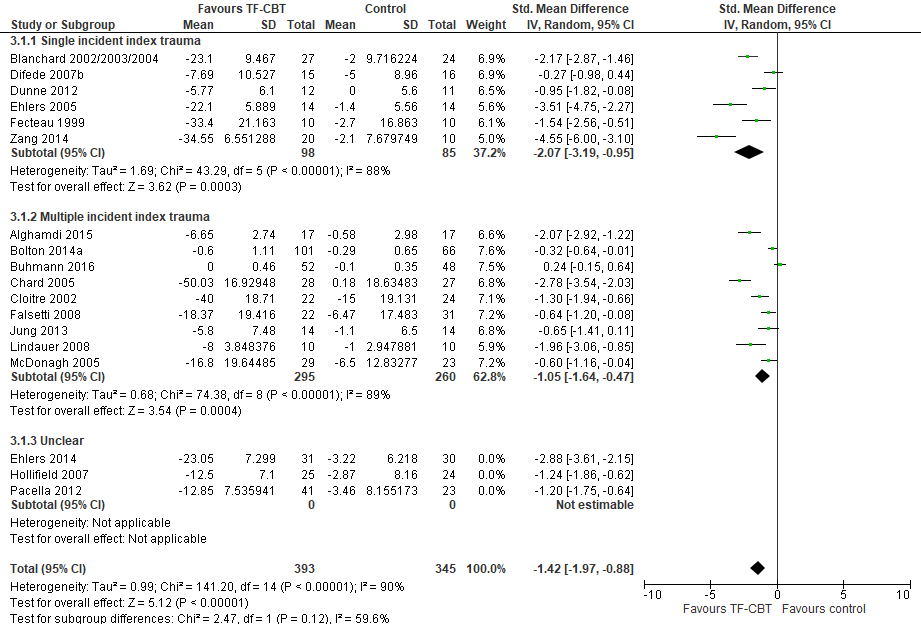 Favours TF-CBT Control Std. Mean Difference Std. Mean Difference
Study or Subgroup Mean SD Total Mean SD Total Weight IV, Random, 95% CI IV, Random, 95% CI
3.1.1 Single incident index trauma
Blanchard 2002/2003/2004 -23.1 9.467 27 -2 9.716224 24 6.9% -2.17 [-2.87, -1.46]
Difede 2007b -7.69 10.527 15 -5 8.96 16 6.9% -0.27 [-0.98, 0.44]
Dunne 2012 -5.77 6.1 12 0 5.6 11 6.6% -0.95 [-1.82, -0.08]
Ehlers 2005 -22.1 5.889 14 -1.4 5.56 14 5.6% -3.51 [-4.75, -2.27]
Fecteau 1999 -33.4 21.163 10 -2.7 16.863 10 6.1% -1.54 [-2.56, -0.51]
Zang 2014 -34.55 6.551288 20 -2.1 7.679749 10 5.0% -4.55 [-6.00, -3.10]
Subtotal (95% CI) 98 85 37.2% -2.07 [-3.19, -0.95]
Heterogeneity: Tau² = 1.69; Chi² = 43.29, df = 5 (P < 0.00001); I² = 88%
Test for overall effect: Z = 3.62 (P = 0.0003)
3.1.2 Multiple incident index trauma
Alghamdi 2015 -6.65 2.74 17 -0.58 2.98 17 6.6% -2.07 [-2.92, -1.22]
Bolton 2014a -0.6 1.11 101 -0.29 0.65 66 7.6% -0.32 [-0.64, -0.01]
Buhmann 2016 0 0.46 52 -0.1 0.35 48 7.5% 0.24 [-0.15, 0.64]
Chard 2005 -50.03 16.92948 28 0.18 18.63483 27 6.8% -2.78 [-3.54, -2.03]
Cloitre 2002 -40 18.71 22 -15 19.131 24 7.0% -1.30 [-1.94, -0.66]
Falsetti 2008 -18.37 19.416 22 -6.47 17.483 31 7.2% -0.64 [-1.20, -0.08]
Jung 2013 -5.8 7.48 14 -1.1 6.5 14 6.8% -0.65 [-1.41, 0.11]
Lindauer 2008 -8 3.848376 10 -1 2.947881 10 5.9% -1.96 [-3.06, -0.85]
McDonagh 2005 -16.8 19.64485 29 -6.5 12.83277 23 7.2% -0.60 [-1.16, -0.04]
Subtotal (95% CI) 295 260 62.8% -1.05 [-1.64, -0.47]
Heterogeneity: Tau² = 0.68; Chi² = 74.38, df = 8 (P < 0.00001); I² = 89%
Test for overall effect: Z = 3.54 (P = 0.0004)
3.1.3 Unclear
Ehlers 2014 -23.05 7.299 31 -3.22 6.218 30 0.0% -2.88 [-3.61, -2.15]
Hollifield 2007 -12.5 7.1 25 -2.87 8.16 24 0.0% -1.24 [-1.86, -0.62]
Pacella 2012 -12.85 7.535941 41 -3.46 8.155173 23 0.0% -1.20 [-1.75, -0.64]
Subtotal (95% CI) 0 0 Not estimable
Heterogeneity: Not applicable
Test for overall effect: Not applicable
Total (95% CI) 393 345 100.0% -1.42 [-1.97, -0.88]
Heterogeneity: Tau² = 0.99; Chi² = 141.20, df = 14 (P < 0.00001); I² = 90%
Test for overall effect: Z = 5.12 (P < 0.00001)
Test for subgroup differences: Chi² = 2.47, df = 1 (P = 0.12), I² = 59.6%
-10 -5 0 5 10
Favours TF-CBT Favours control